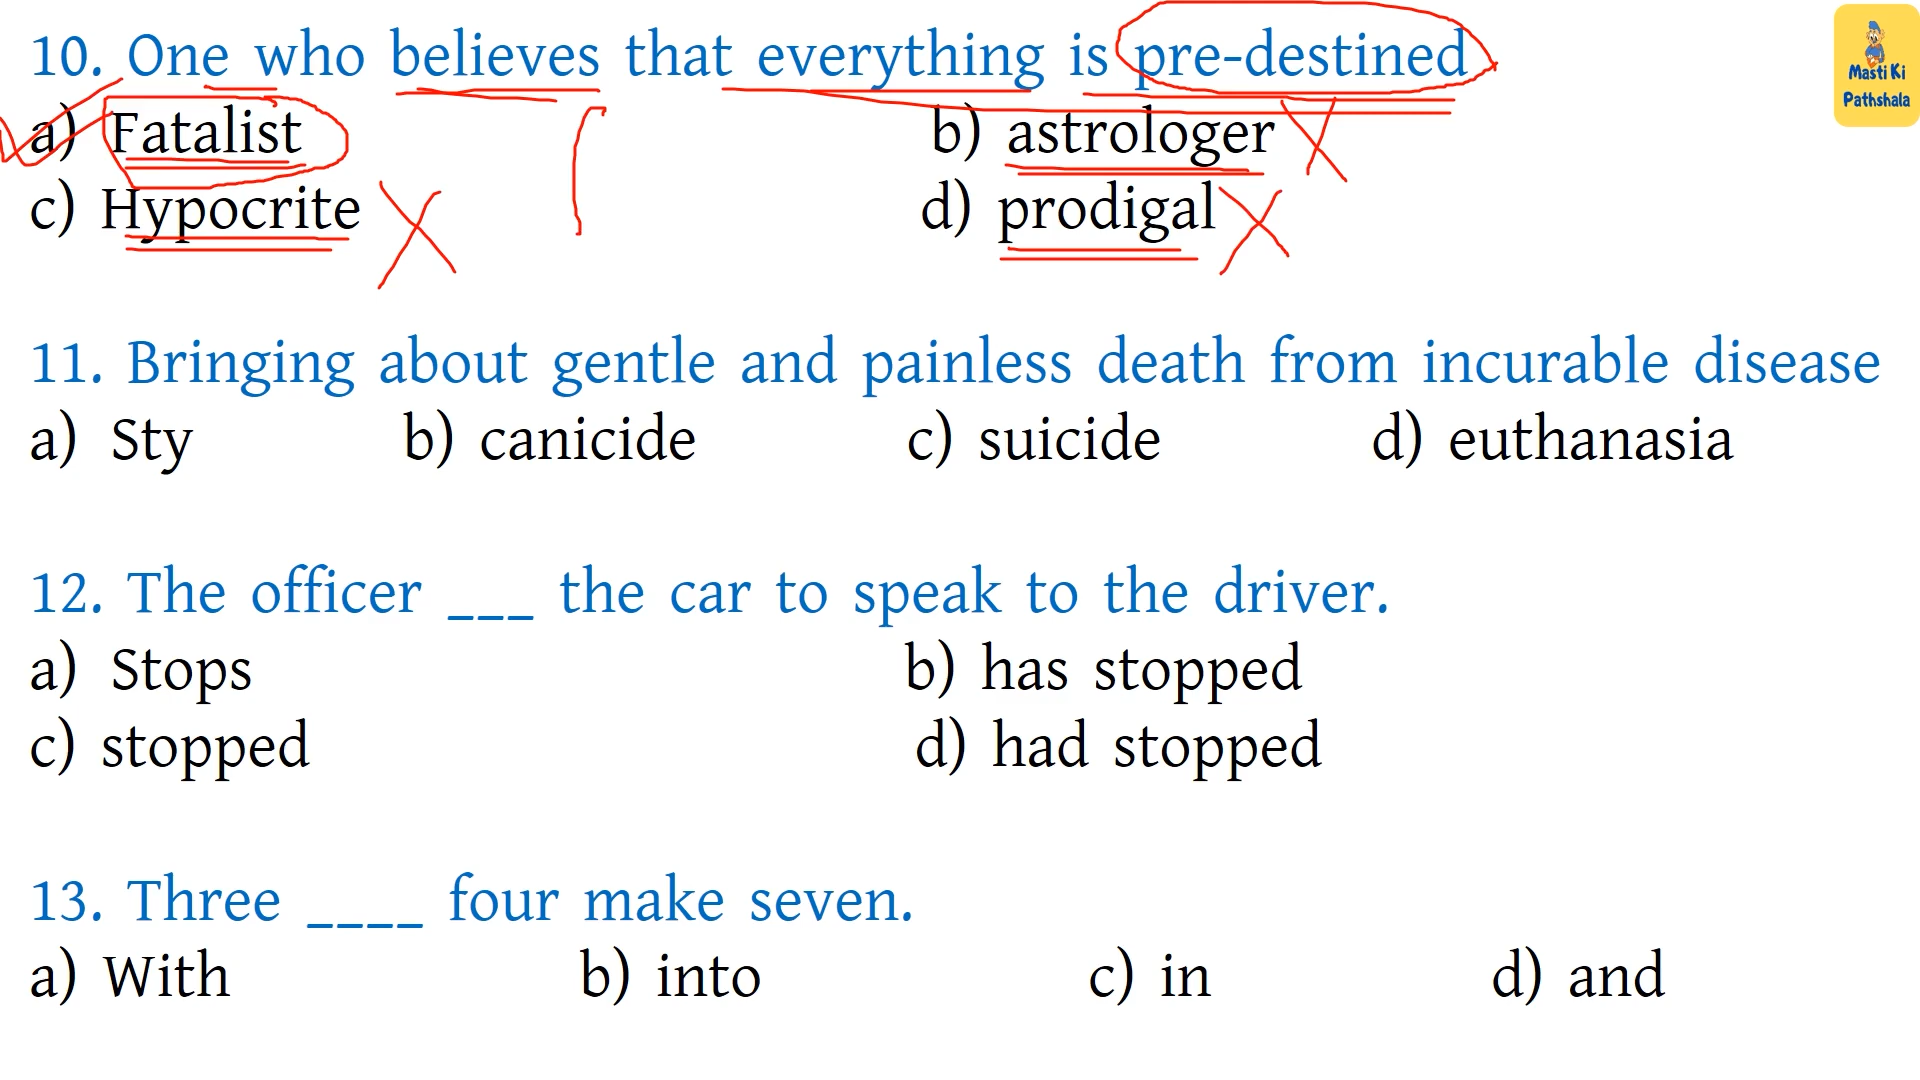 10. One who believes that everything is pre-destined
a) Fatalist b) astrologer
c) Hypocrite d) prodigal
11. Bringing about gentle and painless death from incurable disease
a) Sty b) canicide c) suicide d) euthanasia
12. The officer ___ the car to speak to the driver.
a) Stops b) has stopped
c) stopped d) had stopped
13. Three ____ four make seven.
a) With b) into c) in d) and
Masti Ki
Pathshala